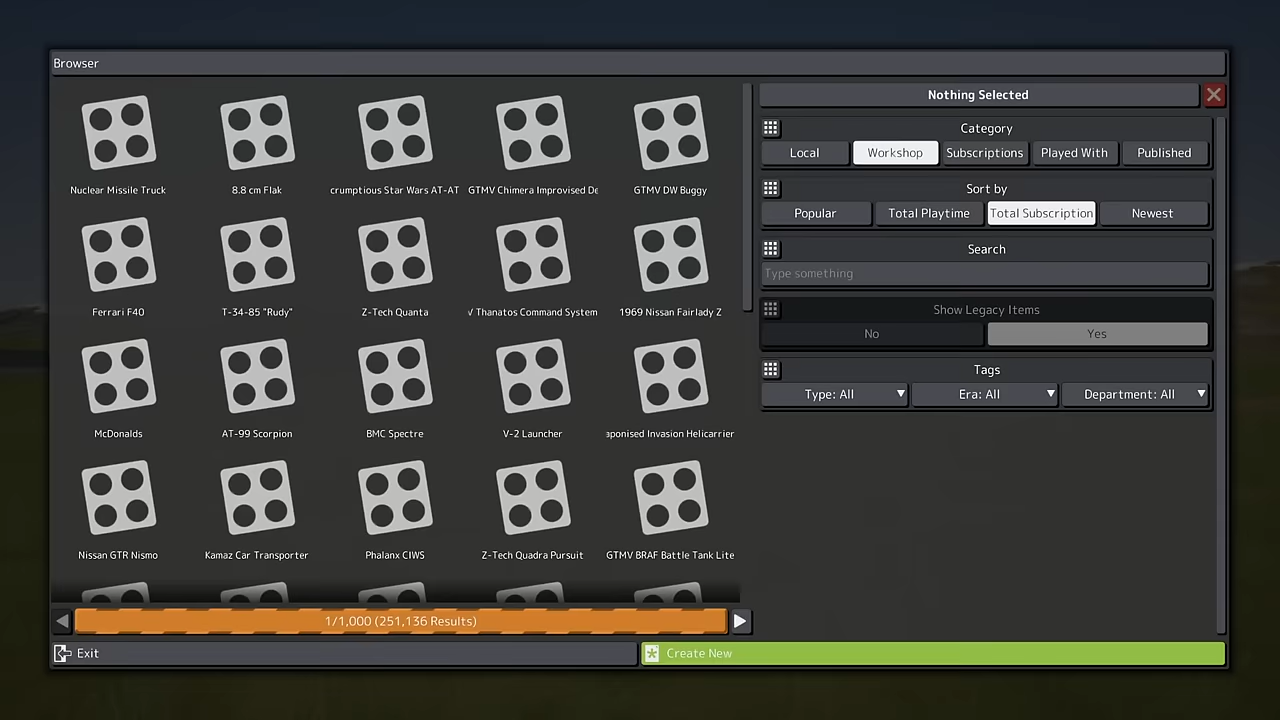 Browser
Nuclear Missile Truck
8.8 cm Flak
crumptious Star Wars AT-AT
GTMV Chimera Improvised De
GTMV DW Buggy
Ferrari F40
T-34-85 "Rudy"
Z-Tech Quanta
Thanatos Command System
1969 Nissan Fairlady Z
McDonalds
AT-99 Scorpion
BMC Spectre
V-2 Launcher
aponised Invasion Helicarrier
Nissan GTR Nismo
Kamaz Car Transporter
Phalanx CIWS
Z-Tech Quadra Pursuit
GTMV BRAF Battle Tank Lite
1/1,000 (251,136 Results)
Exit
Create New
Nothing Selected
Category
Local
Workshop
Subscriptions
Played With
Published
Sort by
Popular
Total Playtime
Total Subscription
Newest
Search
Type something
Show Legacy Items
No
Yes
Tags
Type: All
Era: All
Department: All